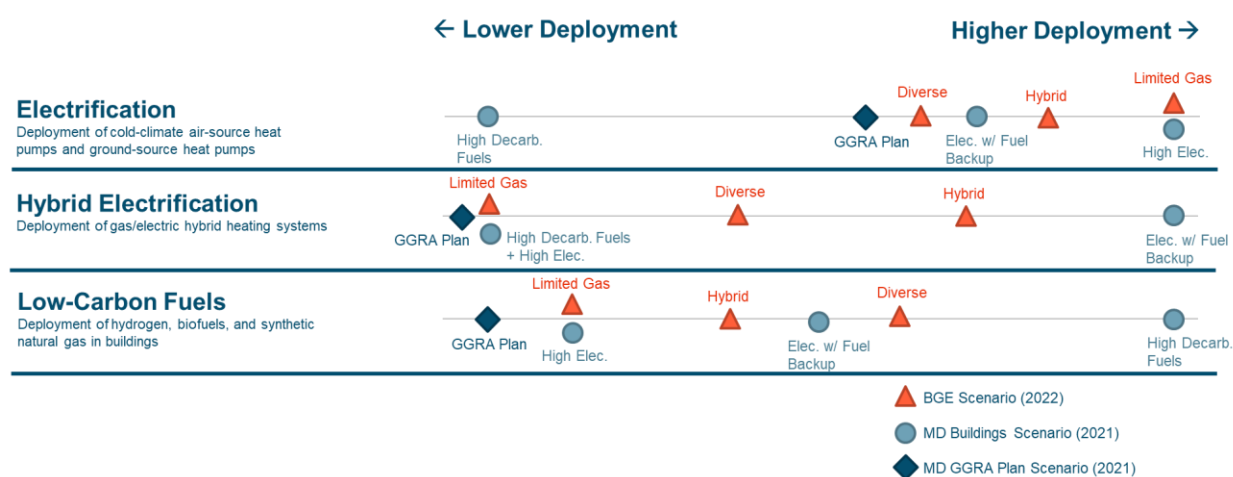 ← Lower Deployment
Higher Deployment →
Electrification
Deployment of cold-climate air-source heat
pumps and ground-source heat pumps
High Decarb.
Fuels
GGRA Plan
Diverse
Elec. w/ Fuel
Backup
Hybrid
Limited Gas
High Elec.
Hybrid Electrification
Deployment of gas/electric hybrid heating systems
GGRA Plan
Limited Gas
High Decarb. Fuels
+ High Elec.
Diverse
Hybrid
Elec. w/ Fuel
Backup
Low-Carbon Fuels
Deployment of hydrogen, biofuels, and synthetic
natural gas in buildings
GGRA Plan
Limited Gas
High Elec.
Hybrid
Elec. w/ Fuel
Backup
Diverse
High Decarb.
Fuels
BGE Scenario (2022)
MD Buildings Scenario (2021)
MD GGRA Plan Scenario (2021)